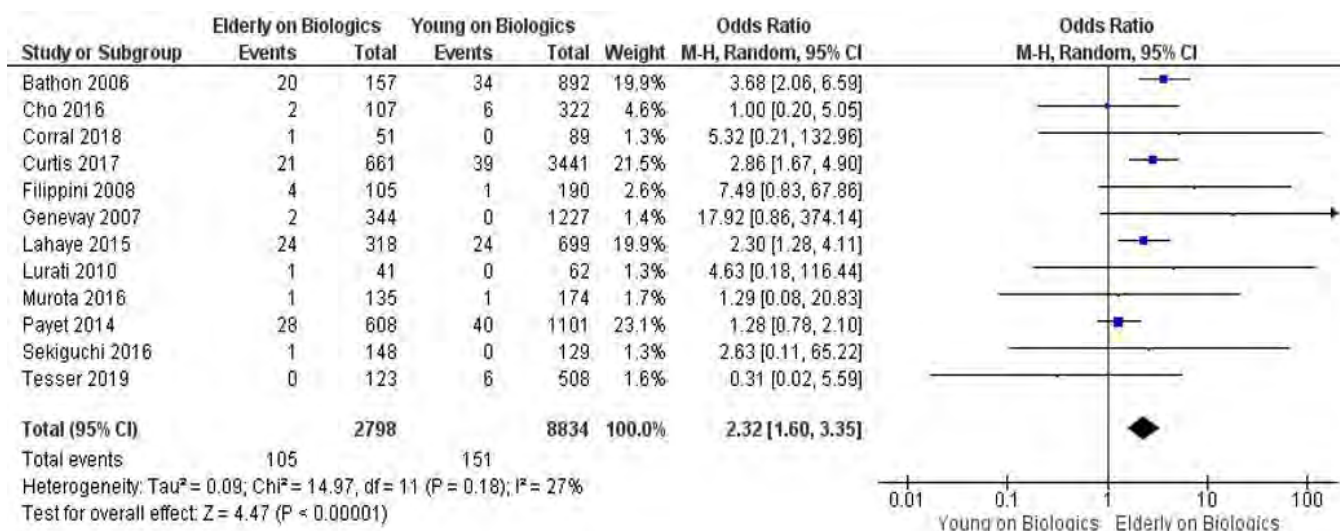 Elderly on Biologics Young on Biologics Odds Ratio Odds Ratio
Study or Subgroup Events Total Events Total Weight M-H, Random, 95% CI M-H, Random, 95% CI
Bathon 2006 20 157 34 892 19.9% 3.68 [2.06, 6.59]
Cho 2016 2 107 6 322 4.6% 1.00 [0.20, 5.05]
Corral 2018 1 51 0 89 1.3% 5.32 [0.21, 132.96]
Curtis 2017 21 661 39 3441 21.5% 2.86 [1.67, 4.90]
Filippini 2008 4 105 1 190 2.6% 7.49 [0.83, 67.86]
Genevay 2007 2 344 0 1227 1.4% 17.92 [0.86, 374.14]
Lahaye 2015 24 318 24 699 19.9% 2.30 [1.28, 4.11]
Lurati 2010 1 41 0 62 1.3% 4.63 [0.18, 116.44]
Murota 2016 1 135 1 174 1.7% 1.29 [0.08, 20.83]
Payet 2014 28 608 40 1101 23.1% 1.28 [0.78, 2.10]
Sekiguchi 2016 1 148 0 129 1.3% 2.63 [0.11, 65.22]
Tesser 2019 0 123 6 508 1.6% 0.31 [0.02, 5.59]
Total (95% CI) 2798 8834 100.0% 2.32 [1.60, 3.35]
Total events 105 151
Heterogeneity: Tau² = 0.09; Chi² = 14.97, df = 11 (P = 0.18); I² = 27%
Test for overall effect: Z = 4.47 (P < 0.00001)
0.01 0.1 1 10 100
Young on Biologics Elderly on Biologics